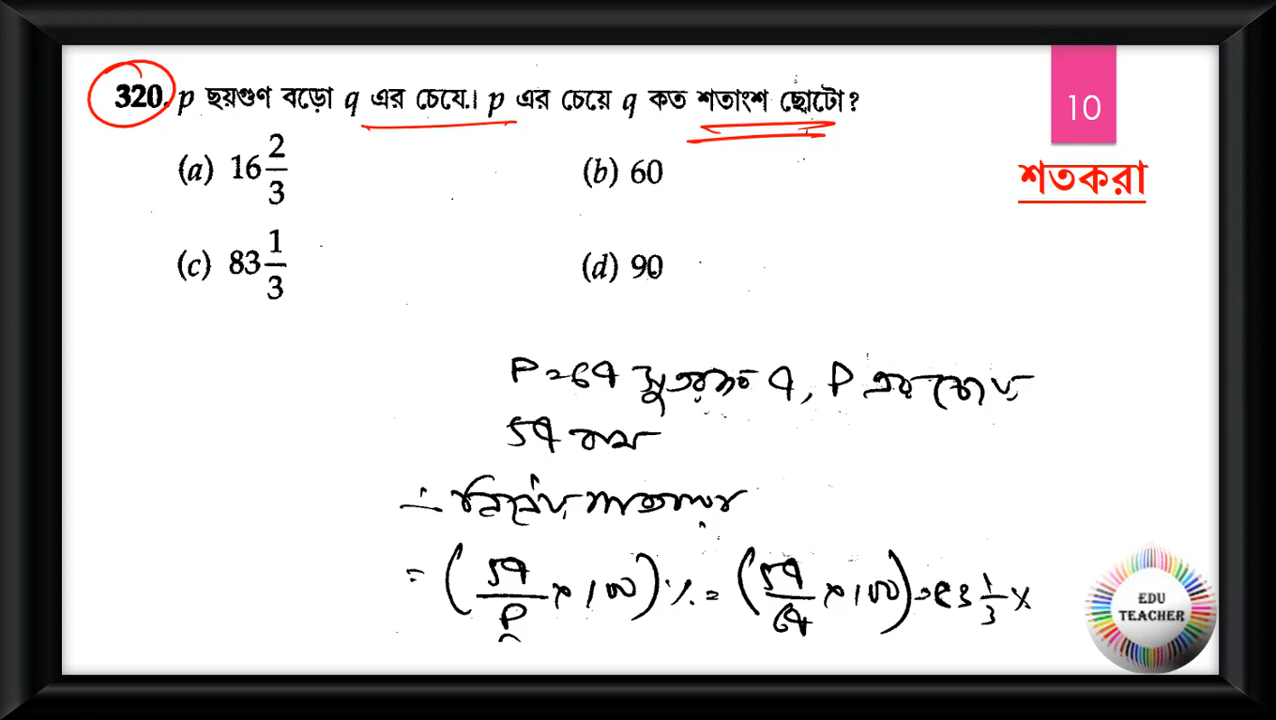 320. p ছয়গুণ বড়ো q এর চেযে.। p এর চেয়ে q কত শতাংশ ছোটো?
10
শতকরা
(a) 16 2/3
(b) 60
(c) 83 1/3
(d) 90
P = 6q সুতরাং q, P এর থেকে
5q কম
∴ নির্ণেয় শতকরা
= (5q/P × 100) % = (5q/6q × 100) = 83 1/3 %
EDU
TEACHER